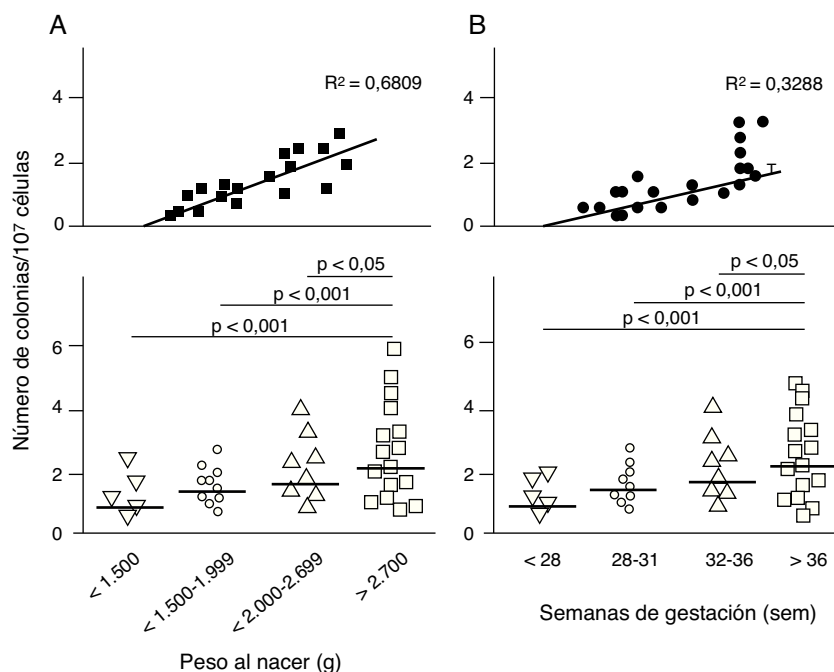 A
4
2
0
R² = 0,6809
Número de colonias/10⁷ células
p < 0,05
p < 0,001
p < 0,001
6
4
2
0
< 1.500
< 1.500-1.999
< 2.000-2.699
> 2.700
Peso al nacer (g)
B
4
2
0
R² = 0,3288
p < 0,05
p < 0,001
p < 0,001
6
4
2
0
< 28
28-31
32-36
> 36
Semanas de gestación (sem)